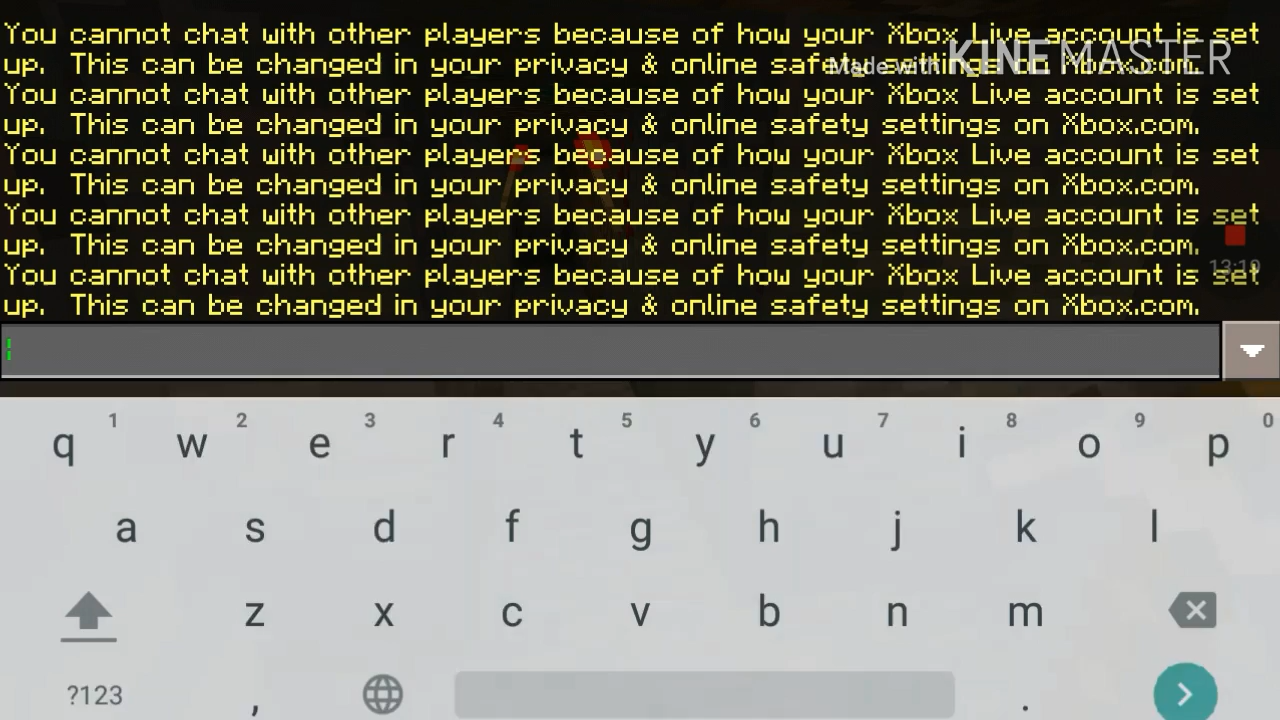 You cannot chat with other players because of how your Xbox Live account is set
up. This can be changed in your privacy & online safety settings on Xbox.com.
Made with KINEMASTER
You cannot chat with other players because of how your Xbox Live account is set
up. This can be changed in your privacy & online safety settings on Xbox.com.
You cannot chat with other players because of how your Xbox Live account is set
up. This can be changed in your privacy & online safety settings on Xbox.com.
You cannot chat with other players because of how your Xbox Live account is set
up. This can be changed in your privacy & online safety settings on Xbox.com.
13:19
You cannot chat with other players because of how your Xbox Live account is set
up. This can be changed in your privacy & online safety settings on Xbox.com.
1 2 3 4 5 6 7 8 9 0
q w e r t y u i o p
a s d f g h j k l
z x c v b n m
?123 , .